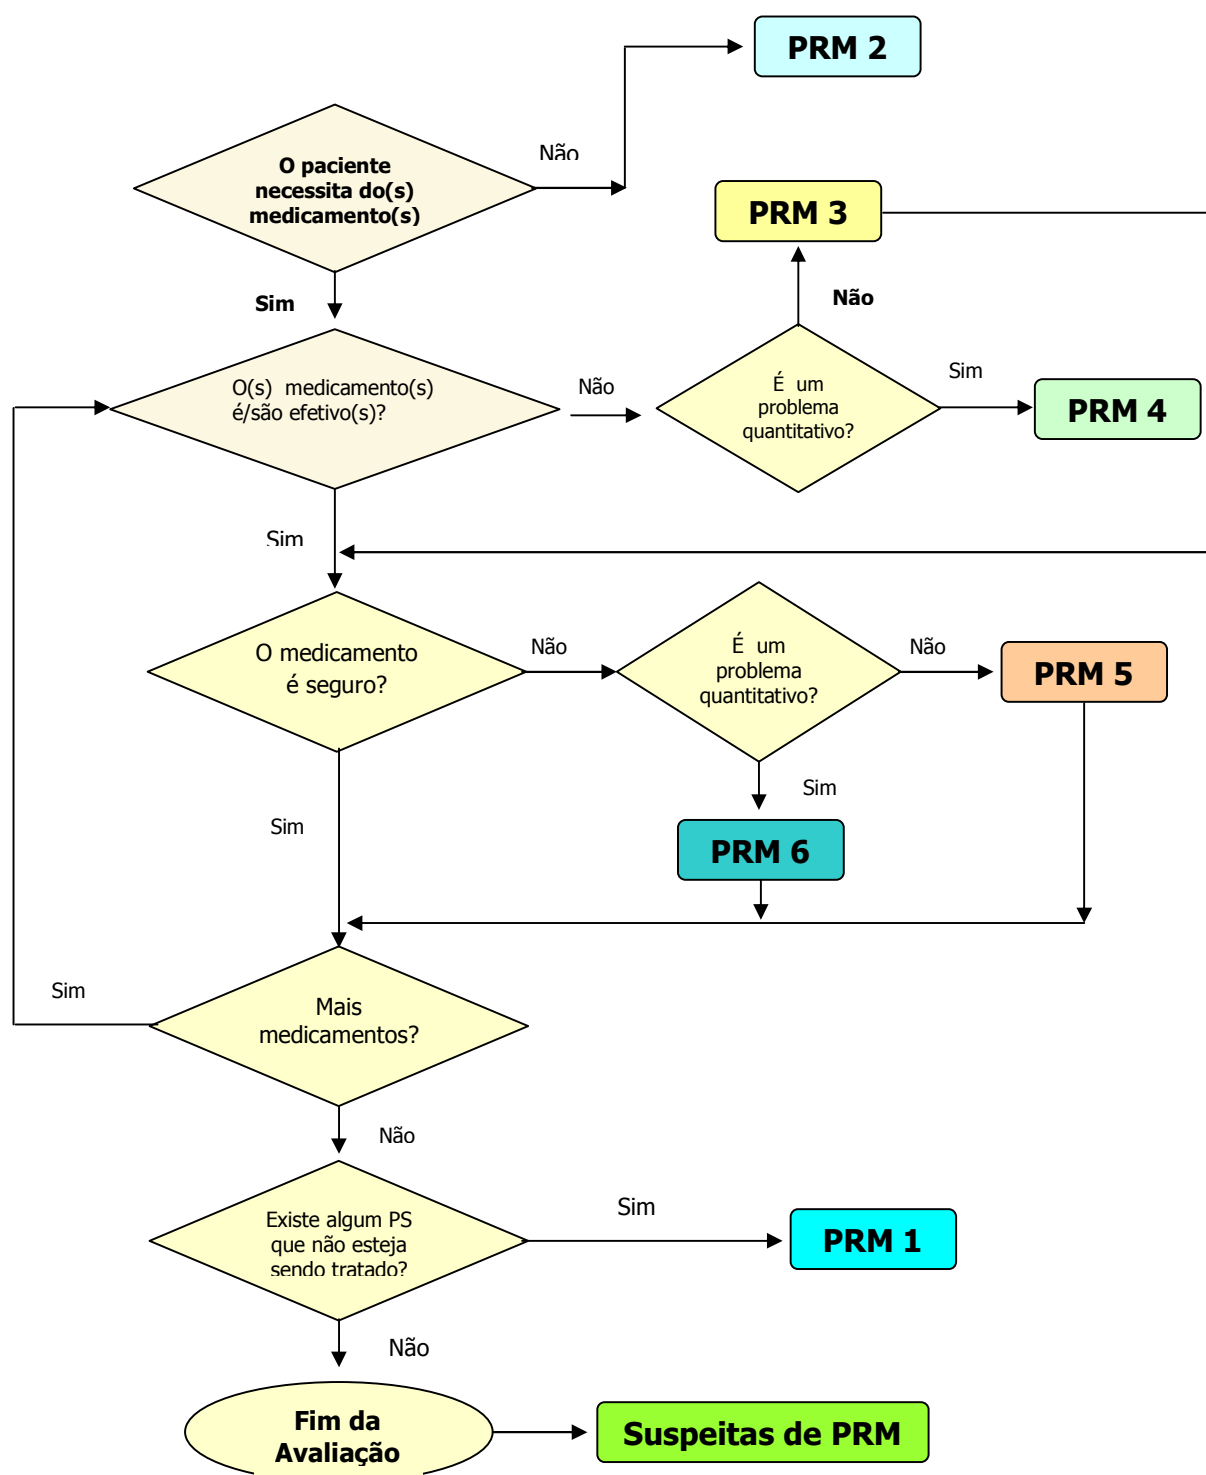 PRM 2
Não
O paciente
necessita do(s)
medicamento(s)
PRM 3
Sim
Não
O(s) medicamento(s)
é/são efetivo(s)?
Não
É um
problema
quantitativo?
Sim
PRM 4
Sim
O medicamento
é seguro?
Não
É um
problema
quantitativo?
Não
PRM 5
Sim
Sim
PRM 6
Sim
Mais
medicamentos?
Não
Existe algum PS
que não esteja
sendo tratado?
Sim
PRM 1
Não
Fim da
Avaliação
Suspeitas de PRM